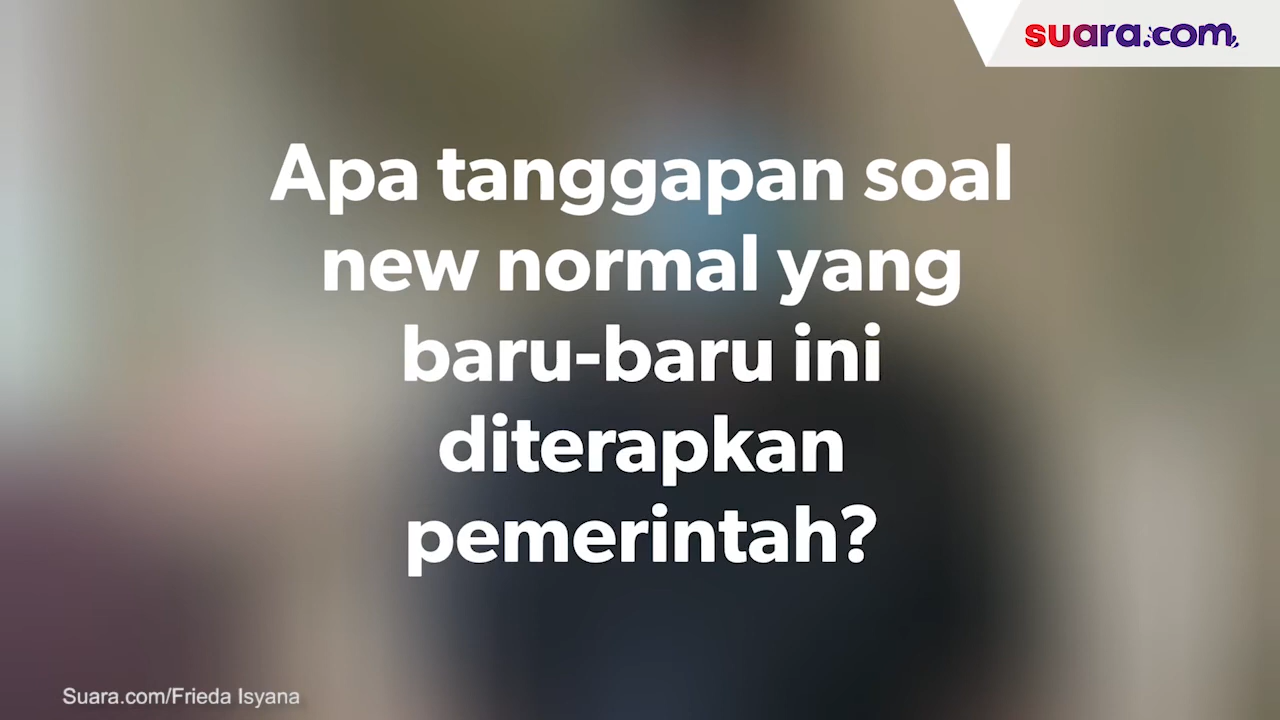 suara.com
Apa tanggapan soal
new normal yang
baru-baru ini
diterapkan
pemerintah?
Suara.com/Frieda Isyana